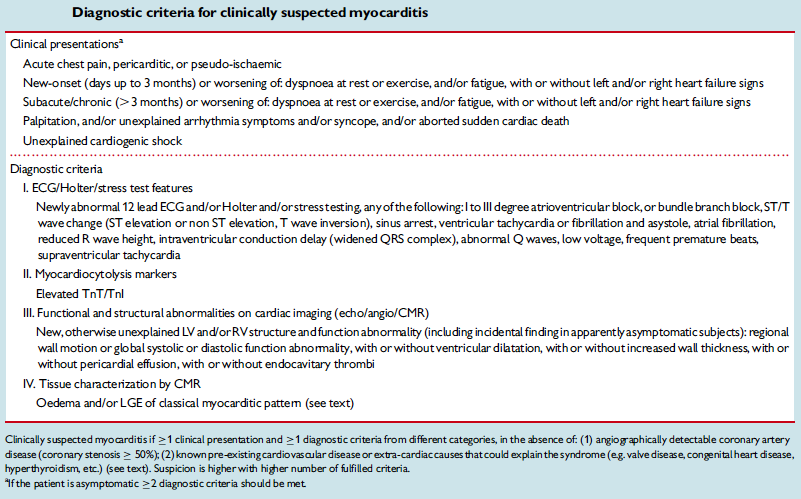 Diagnostic criteria for clinically suspected myocarditis
Clinical presentationsa
Acute chest pain, pericarditic, or pseudo-ischaemic
New-onset (days up to 3 months) or worsening of: dyspnoea at rest or exercise, and/or fatigue, with or without left and/or right heart failure signs
Subacute/chronic (>3 months) or worsening of: dyspnoea at rest or exercise, and/or fatigue, with or without left and/or right heart failure signs
Palpitation, and/or unexplained arrhythmia symptoms and/or syncope, and/or aborted sudden cardiac death
Unexplained cardiogenic shock
Diagnostic criteria
I. ECG/Holter/stress test features
Newly abnormal 12 lead ECG and/or Holter and/or stress testing, any of the following: I to III degree atrioventricular block, or bundle branch block, ST/T
wave change (ST elevation or non ST elevation, T wave inversion), sinus arrest, ventricular tachycardia or fibrillation and asystole, atrial fibrillation,
reduced R wave height, intraventricular conduction delay (widened QRS complex), abnormal Q waves, low voltage, frequent premature beats,
supraventricular tachycardia
II. Myocardiocytolysis markers
Elevated TnT/TnI
III. Functional and structural abnormalities on cardiac imaging (echo/angio/CMR)
New, otherwise unexplained LV and/or RV structure and function abnormality (including incidental finding in apparently asymptomatic subjects): regional
wall motion or global systolic or diastolic function abnormality, with or without ventricular dilatation, with or without increased wall thickness, with or
without pericardial effusion, with or without endocavitary thrombi
IV. Tissue characterization by CMR
Oedema and/or LGE of classical myocarditic pattern (see text)
Clinically suspected myocarditis if ≥1 clinical presentation and ≥1 diagnostic criteria from different categories, in the absence of: (1) angiographically detectable coronary artery
disease (coronary stenosis ≥ 50%); (2) known pre-existing cardiovascular disease or extra-cardiac causes that could explain the syndrome (e.g. valve disease, congenital heart disease,
hyperthyroidism, etc.) (see text). Suspicion is higher with higher number of fulfilled criteria.
aIf the patient is asymptomatic ≥2 diagnostic criteria should be met.